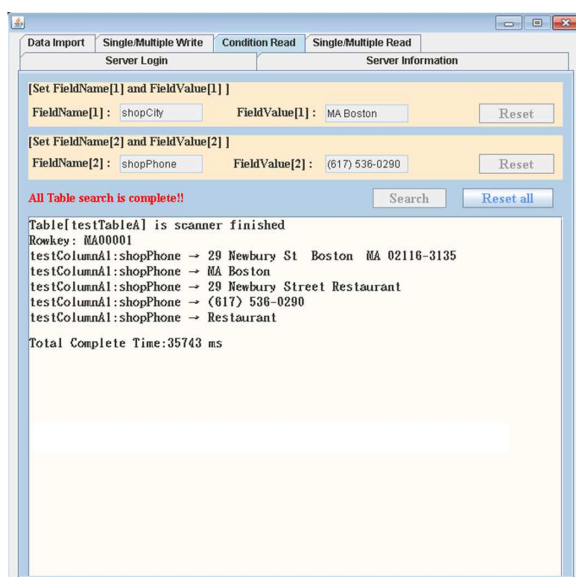 Data Import Single/Multiple Write Condition Read Single/Multiple Read
Server Login Server Information
[Set FieldName[1] and FieldValue[1] ]
FieldName[1] : shopCity FieldValue[1] : MA Boston Reset
[Set FieldName[2] and FieldValue[2] ]
FieldName[2] : shopPhone FieldValue[2] : (617) 536-0290 Reset
All Table search is complete!! Search Reset all
Table[testTableA] is scanner finished
Rowkey: MA00001
testColumnA1:shopPhone → 29 Newbury St Boston MA 02116-3135
testColumnA1:shopPhone → MA Boston
testColumnA1:shopPhone → 29 Newbury Street Restaurant
testColumnA1:shopPhone → (617) 536-0290
testColumnA1:shopPhone → Restaurant
Total Complete Time:35743 ms